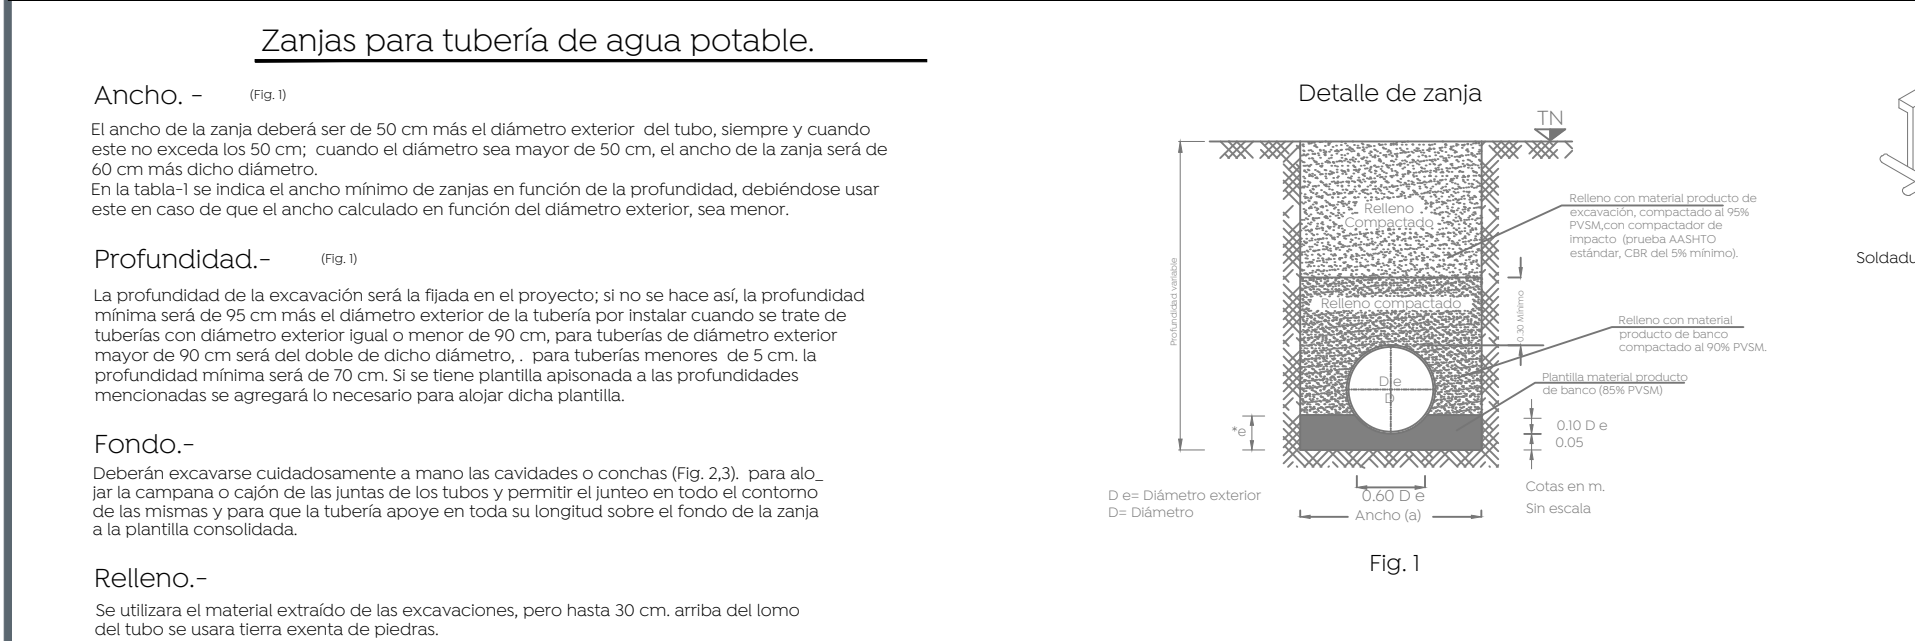 Zanjas para tubería de agua potable.
Ancho. - (Fig. 1)
El ancho de la zanja deberá ser de 50 cm más el diámetro exterior del tubo, siempre y cuando
este no exceda los 50 cm; cuando el diámetro sea mayor de 50 cm, el ancho de la zanja será de
60 cm más dicho diámetro.
En la tabla-1 se indica el ancho mínimo de zanjas en función de la profundidad, debiéndose usar
este en caso de que el ancho calculado en función del diámetro exterior, sea menor.
Profundidad.- (Fig. 1)
La profundidad de la excavación será la fijada en el proyecto; si no se hace así, la profundidad
mínima será de 95 cm más el diámetro exterior de la tubería por instalar cuando se trate de
tuberías con diámetro exterior igual o menor de 90 cm, para tuberías de diámetro exterior
mayor de 90 cm será del doble de dicho diámetro, . para tuberías menores de 5 cm. la
profundidad mínima será de 70 cm. Si se tiene plantilla apisonada a las profundidades
mencionadas se agregará lo necesario para alojar dicha plantilla.
Fondo.-
Deberán excavarse cuidadosamente a mano las cavidades o conchas (Fig. 2,3). para alo_
jar la campana o cajón de las juntas de los tubos y permitir el junteo en todo el contorno
de las mismas y para que la tubería apoye en toda su longitud sobre el fondo de la zanja
a la plantilla consolidada.
Relleno.-
Se utilizara el material extraído de las excavaciones, pero hasta 30 cm. arriba del lomo
del tubo se usara tierra exenta de piedras.
Detalle de zanja
TN
Relleno
Compactado
Relleno con material producto de
excavación, compactado al 95%
PVSM,con compactador de
impacto (prueba AASHTO
estándar, CBR del 5% mínimo).
Profundidad variable
Relleno compactado
0.30 Mínimo
Relleno con material
producto de banco
compactado al 90% PVSM.
D e
D
Plantilla material producto
de banco (85% PVSM)
*e
0.10 D e
0.05
0.60 D e
Ancho (a)
Cotas en m.
Sin escala
D e= Diámetro exterior
D= Diámetro
Fig. 1
Soldadu